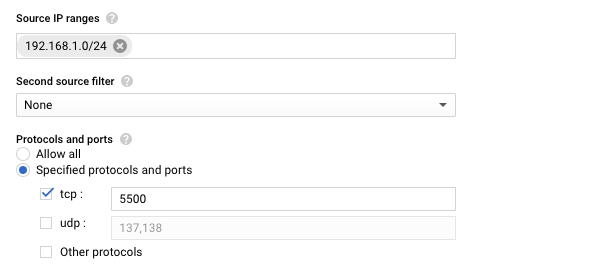 Source IP ranges
192.168.1.0/24
Second source filter
None
Protocols and ports
Allow all
Specified protocols and ports
tcp : 5500
udp : 137,138
Other protocols